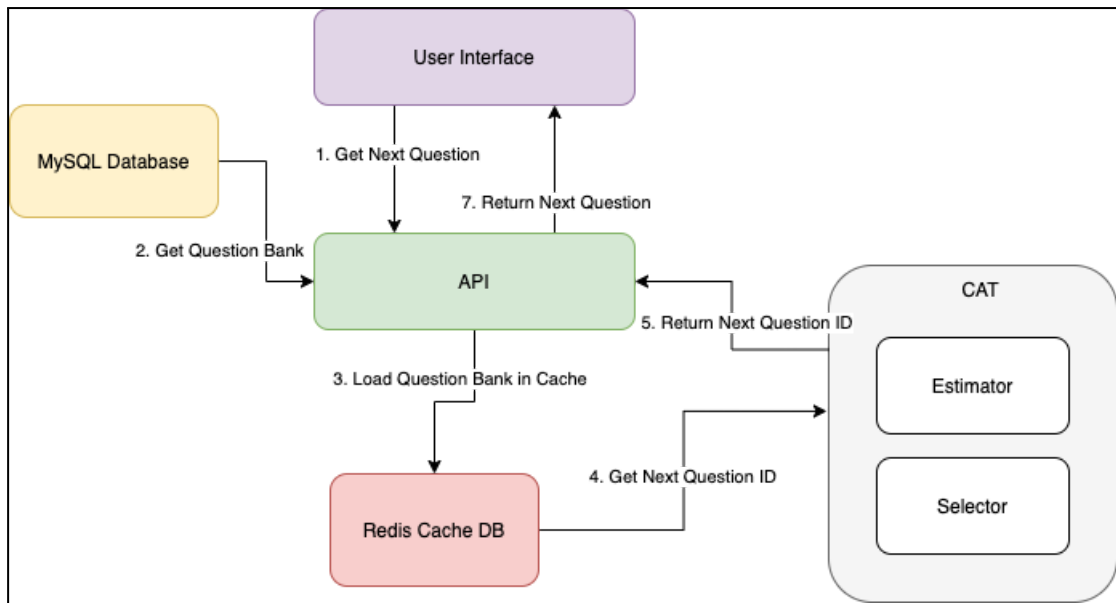 User Interface
MySQL Database
1. Get Next Question
7. Return Next Question
2. Get Question Bank
API
CAT
5. Return Next Question ID
3. Load Question Bank in Cache
Estimator
4. Get Next Question ID
Selector
Redis Cache DB